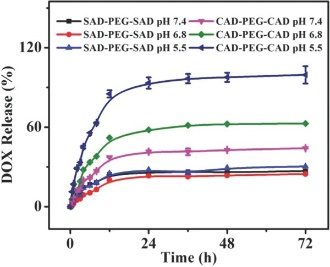 SAD-PEG-SAD pH 7.4 CAD-PEG-CAD pH 7.4
SAD-PEG-SAD pH 6.8 CAD-PEG-CAD pH 6.8
SAD-PEG-SAD pH 5.5 CAD-PEG-CAD pH 5.5
DOX Release (%)
120
60
0
0 12 24 36 48 72
Time (h)